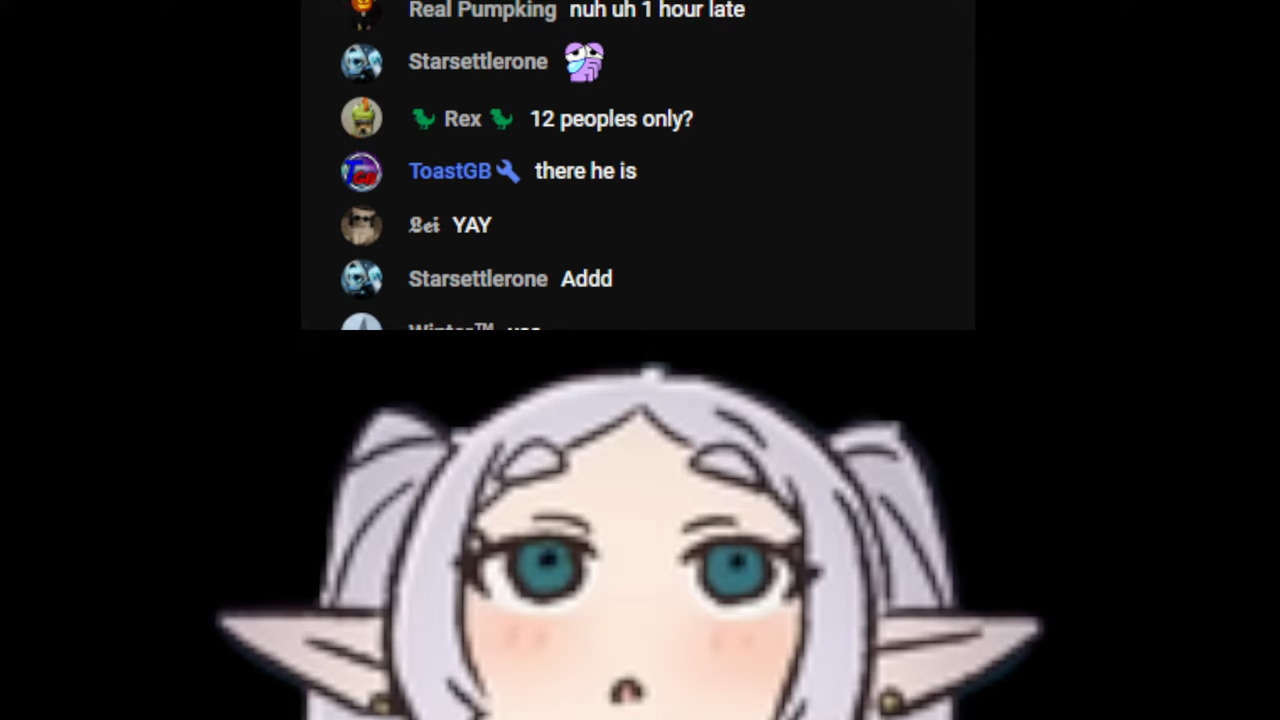 Real Pumpking nuh uh 1 hour late
Starsettlerone
🦖 Rex 🦖 12 peoples only?
ToastGB there he is
𝕷𝖊𝖎 YAY
Starsettlerone Addd
Winter™